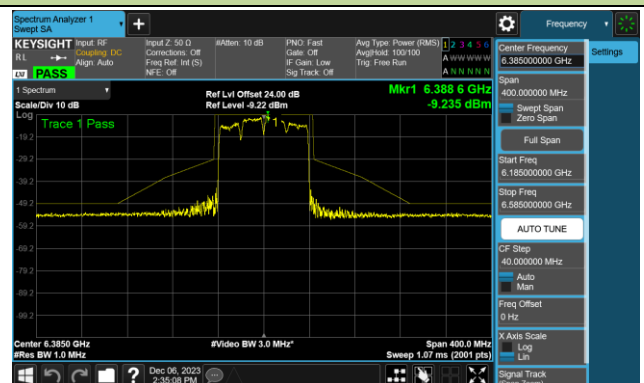 Spectrum Analyzer 1
Swept SA
+
Frequency
KEYSIGHT Input: RF
RL Coupling: DC
Align: Auto
LVI PASS
Input Z: 50 Ω
Corrections: Off
Freq Ref: Int (S)
NFE: Off
#Atten: 10 dB
PNO: Fast
Gate: Off
IF Gain: Low
Sig Track: Off
Avg Type: Power (RMS)
Avg|Hold: 100/100
Trig: Free Run
1 2 3 4 5 6
A W W W W W
A N N N N N
1 Spectrum
Scale/Div 10 dB
Log
Ref Lvl Offset 24.00 dB
Ref Level -9.22 dBm
Mkr1 6.388 6 GHz
-9.235 dBm
Trace 1 Pass
1
-19.2
-29.2
-39.2
-49.2
-59.2
-69.2
-79.2
-89.2
-99.2
Center 6.3850 GHz
#Res BW 1.0 MHz
#Video BW 3.0 MHz*
Span 400.0 MHz
Sweep 1.07 ms (2001 pts)
Dec 06, 2023
2:35:08 PM
Center Frequency
6.385000000 GHz
Settings
Span
400.000000 MHz
Swept Span
Zero Span
Full Span
Start Freq
6.185000000 GHz
Stop Freq
6.585000000 GHz
AUTO TUNE
CF Step
40.000000 MHz
Auto
Man
Freq Offset
0 Hz
X Axis Scale
Log
Lin
Signal Track